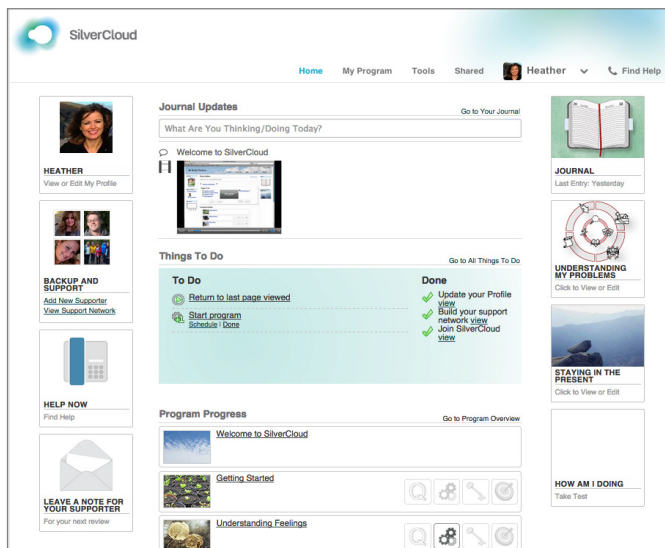 SilverCloud
Home My Program Tools Shared Heather Find Help
HEATHER
View or Edit My Profile
BACKUP AND
SUPPORT
Add New Supporter
View Support Network
HELP NOW
Find Help
LEAVE A NOTE FOR
YOUR SUPPORTER
For your next review
Journal Updates Go to Your Journal
What Are You Thinking/Doing Today?
Welcome to SilverCloud
Things To Do Go to All Things To Do
To Do
Return to last page viewed
Start program
Schedule | Done
Done
Update your Profile
view
Build your support
network view
Join SilverCloud
view
Program Progress Go to Program Overview
Welcome to SilverCloud
Getting Started
Understanding Feelings
JOURNAL
Last Entry: Yesterday
UNDERSTANDING
MY PROBLEMS
Click to View or Edit
STAYING IN THE
PRESENT
Click to View or Edit
HOW AM I DOING
Take Test